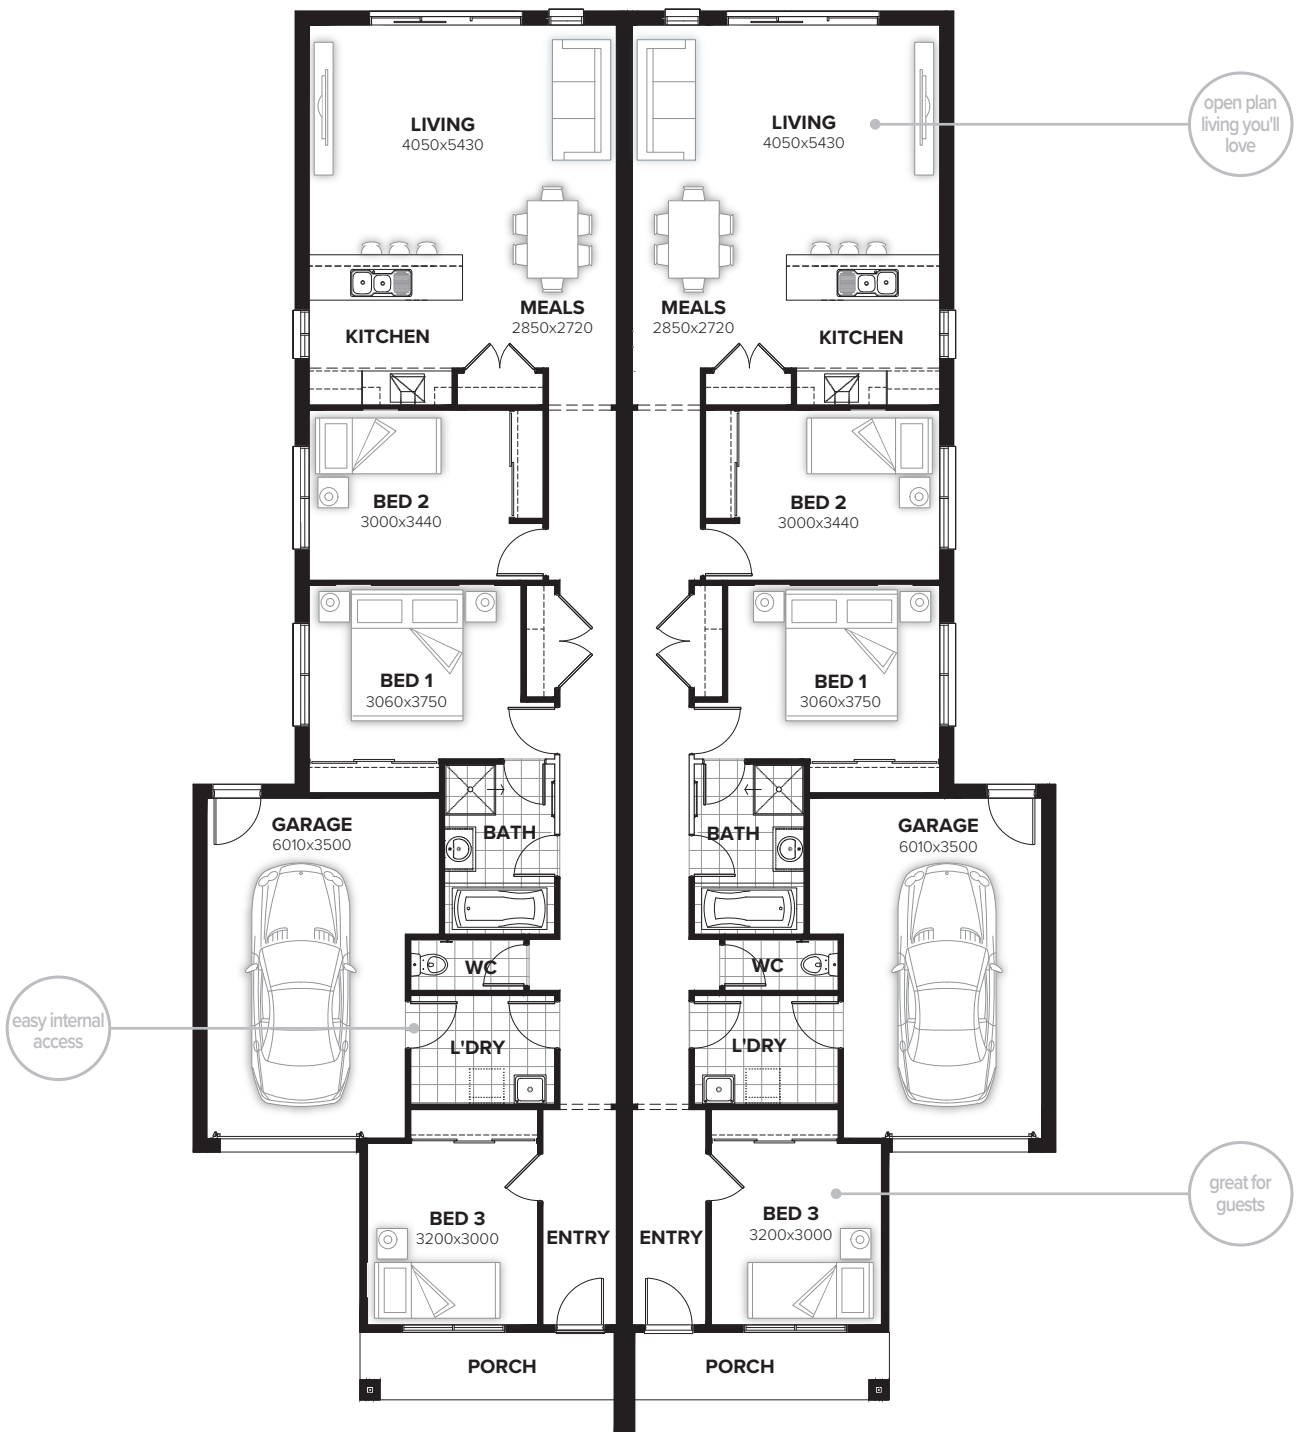 LIVING
4050x5430
LIVING
4050x5430
open plan
living you'll
love
MEALS
2850x2720
MEALS
2850x2720
KITCHEN
KITCHEN
BED 2
3000x3440
BED 2
3000x3440
BED 1
3060x3750
BED 1
3060x3750
GARAGE
6010x3500
BATH
BATH
GARAGE
6010x3500
WC
WC
easy internal
access
L'DRY
L'DRY
great for
guests
BED 3
3200x3000
ENTRY
ENTRY
BED 3
3200x3000
PORCH
PORCH